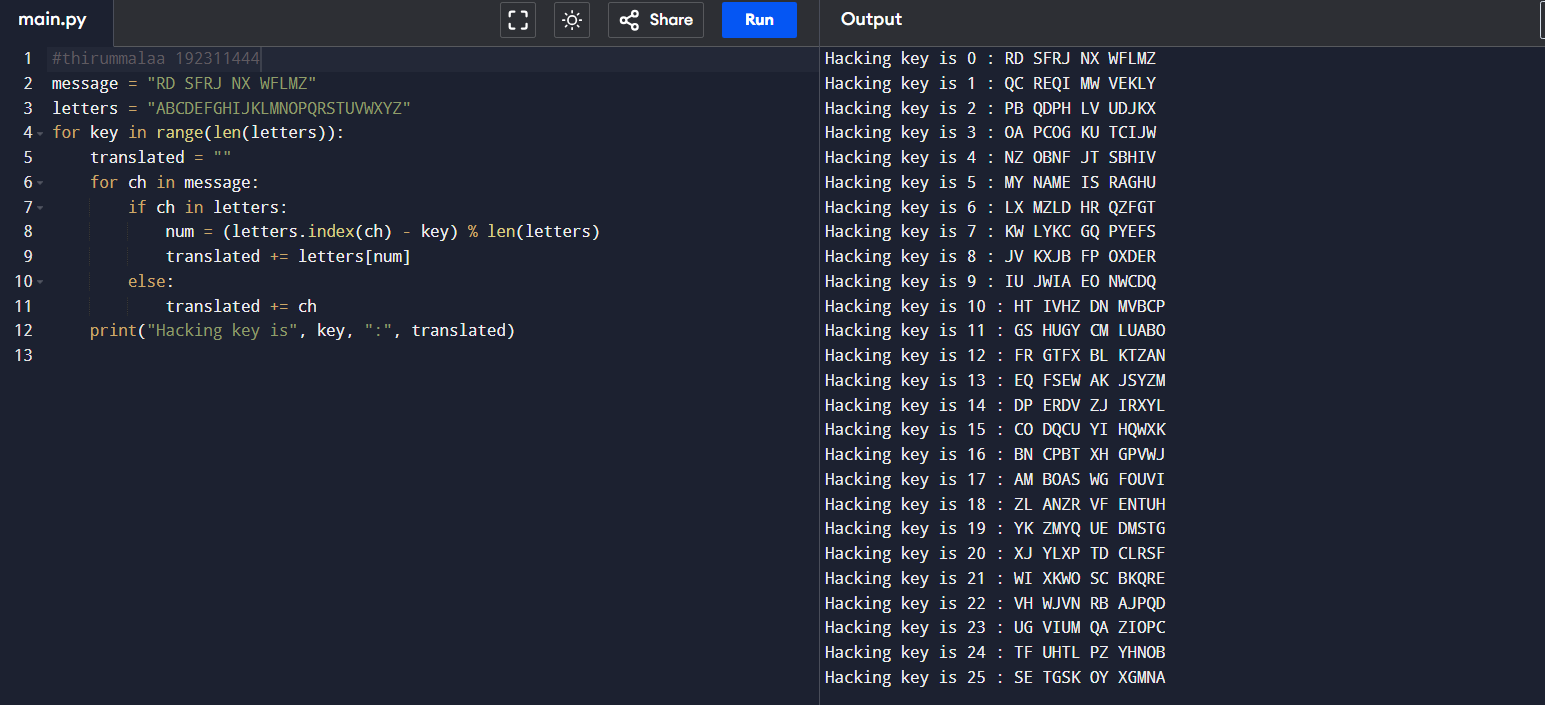 main.py
Share
Run
Output
1 #thirummalaa 192311444
2 message = "RD SFRJ NX WFLMZ"
3 letters = "ABCDEFGHIJKLMNOPQRSTUVWXYZ"
4 for key in range(len(letters)):
5     translated = ""
6     for ch in message:
7         if ch in letters:
8             num = (letters.index(ch) - key) % len(letters)
9             translated += letters[num]
10         else:
11             translated += ch
12     print("Hacking key is", key, ":", translated)
13
Hacking key is 0 : RD SFRJ NX WFLMZ
Hacking key is 1 : QC REQI MW VEKLY
Hacking key is 2 : PB QDPH LV UDJKX
Hacking key is 3 : OA PCOG KU TCIJW
Hacking key is 4 : NZ OBNF JT SBHIV
Hacking key is 5 : MY NAME IS RAGHU
Hacking key is 6 : LX MZLD HR QZFGT
Hacking key is 7 : KW LYKC GQ PYEFS
Hacking key is 8 : JV KXJB FP OXDER
Hacking key is 9 : IU JWIA EO NWCDQ
Hacking key is 10 : HT IVHZ DN MVBCP
Hacking key is 11 : GS HUGY CM LUABO
Hacking key is 12 : FR GTFX BL KTZAN
Hacking key is 13 : EQ FSEW AK JSYZM
Hacking key is 14 : DP ERDV ZJ IRXYL
Hacking key is 15 : CO DQCU YI HQWXK
Hacking key is 16 : BN CPBT XH GPVWJ
Hacking key is 17 : AM BOAS WG FOUVI
Hacking key is 18 : ZL ANZR VF ENTUH
Hacking key is 19 : YK ZMYQ UE DMSTG
Hacking key is 20 : XJ YLXP TD CLRSF
Hacking key is 21 : WI XKWO SC BKQRE
Hacking key is 22 : VH WJVN RB AJPQD
Hacking key is 23 : UG VIUM QA ZIOPC
Hacking key is 24 : TF UHTL PZ YHNOB
Hacking key is 25 : SE TGSK OY XGMNA